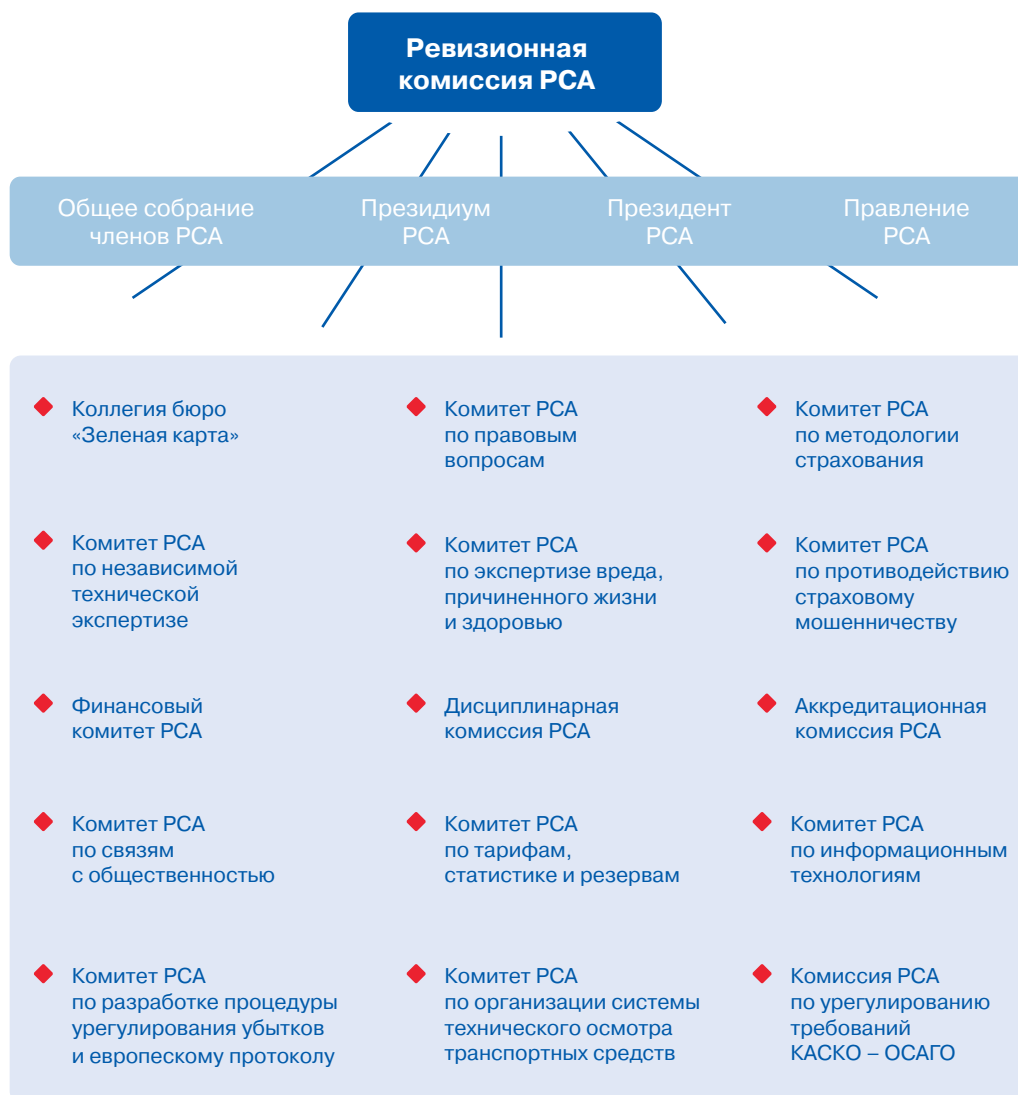 Ревизионная
комиссия РСА
Общее собрание
членов РСА
Президиум
РСА
Президент
РСА
Правление
РСА
Коллегия бюро
«Зеленая карта»
Комитет РСА
по правовым
вопросам
Комитет РСА
по методологии
страхования
Комитет РСА
по независимой
технической
экспертизе
Комитет РСА
по экспертизе вреда,
причиненного жизни
и здоровью
Комитет РСА
по противодействию
страховому
мошенничеству
Финансовый
комитет РСА
Дисциплинарная
комиссия РСА
Аккредитационная
комиссия РСА
Комитет РСА
по связям
с общественностью
Комитет РСА
по тарифам,
статистике и резервам
Комитет РСА
по информационным
технологиям
Комитет РСА
по разработке процедуры
урегулирования убытков
и европескому протоколу
Комитет РСА
по организации системы
технического осмотра
транспортных средств
Комиссия РСА
по урегулированию
требований
КАСКО – ОСАГО